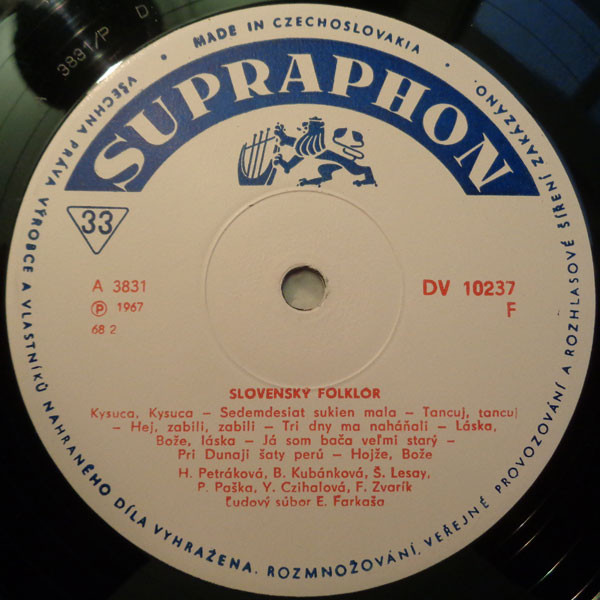 3831/P D
MADE IN CZECHOSLOVAKIA
VŠECHNA PRÁVA VÝROBCE A VLASTNÍKŮ NAHRANÉHO DÍLA VYHRAŽENA. ROZMNOŽOVÁNÍ, VEŘEJNÉ PROVOZOVÁNÍ A ROZHLASOVÉ ŠÍŘENÍ ZAKÁZÁNO.
SUPRAPHON
33
A 3831
DV 10237
Ⓟ 1967
F
68 2
SLOVENSKÝ FOLKLÓR
Kysuca, Kysuca – Sedemdesiat sukien mala – Tancuj, tancuj
– Hej, zabili, zabili – Tri dny ma naháňali – Láska,
Bože, láska – Já som bača veľmi starý –
Pri Dunaji šaty perú – Hojže, Bože
H. Petráková, B. Kubánková, Š. Lesay,
P. Paška, Y. Czihalová, F. Zvarík
Ľudový súbor E. Farkaša